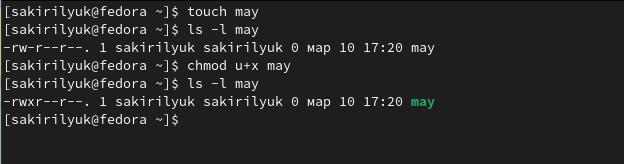 [sakirilyuk@fedora ~]$ touch may
[sakirilyuk@fedora ~]$ ls -l may
-rw-r--r--. 1 sakirilyuk sakirilyuk 0 мар 10 17:20 may
[sakirilyuk@fedora ~]$ chmod u+x may
[sakirilyuk@fedora ~]$ ls -l may
-rwxr--r--. 1 sakirilyuk sakirilyuk 0 мар 10 17:20 may
[sakirilyuk@fedora ~]$